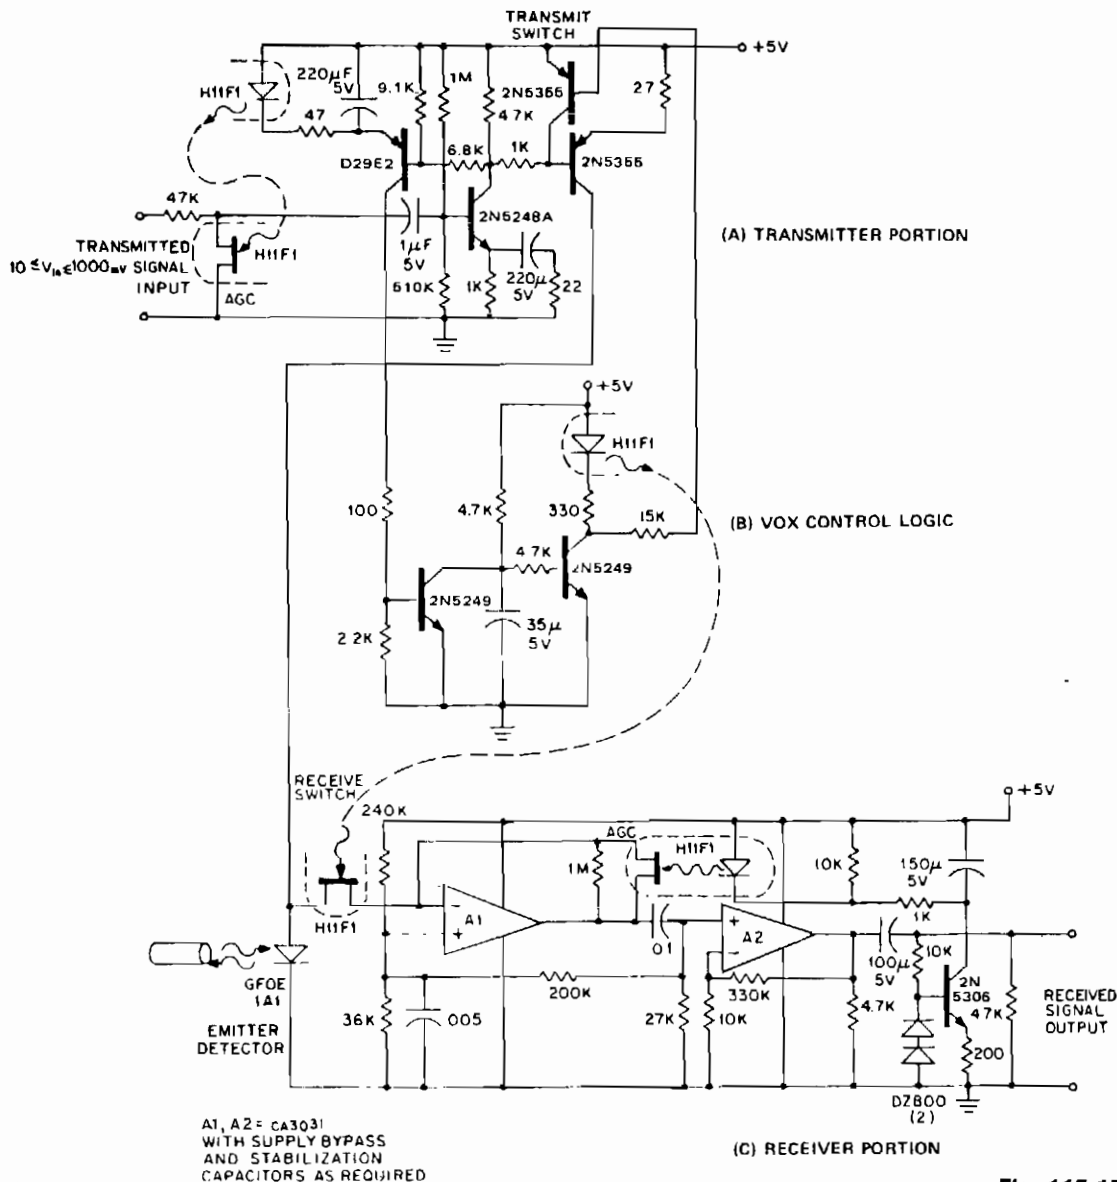 TRANSMIT
SWITCH
+5V
220µF
5V
9.1K
1M
2N5355
27
H11F1
4.7K
47
D29E2
6.8K
1K
2N5355
47K
2N5248A
(A) TRANSMITTER PORTION
TRANSMITTED
10 ≤ Vin ≤ 1000mv SIGNAL
INPUT
H11F1
AGC
1µF
5V
510K
1K
220µ
5V
22
+5V
H11F1
100
4.7K
330
15K
(B) VOX CONTROL LOGIC
4.7K
2N5249
2N5249
2.2K
35µ
5V
RECEIVE
SWITCH
240K
+5V
AGC
H11F1
1M
10K
150µ
5V
1K
H11F1
A1
A2
01
100µ
5V
10K
GFOE
1A1
200K
330K
2N
5306
47K
RECEIVED
SIGNAL
OUTPUT
EMITTER
DETECTOR
36K
005
27K
10K
4.7K
200
DZ800
(2)
A1, A2 = CA3031
WITH SUPPLY BYPASS
AND STABILIZATION
CAPACITORS AS REQUIRED
(C) RECEIVER PORTION